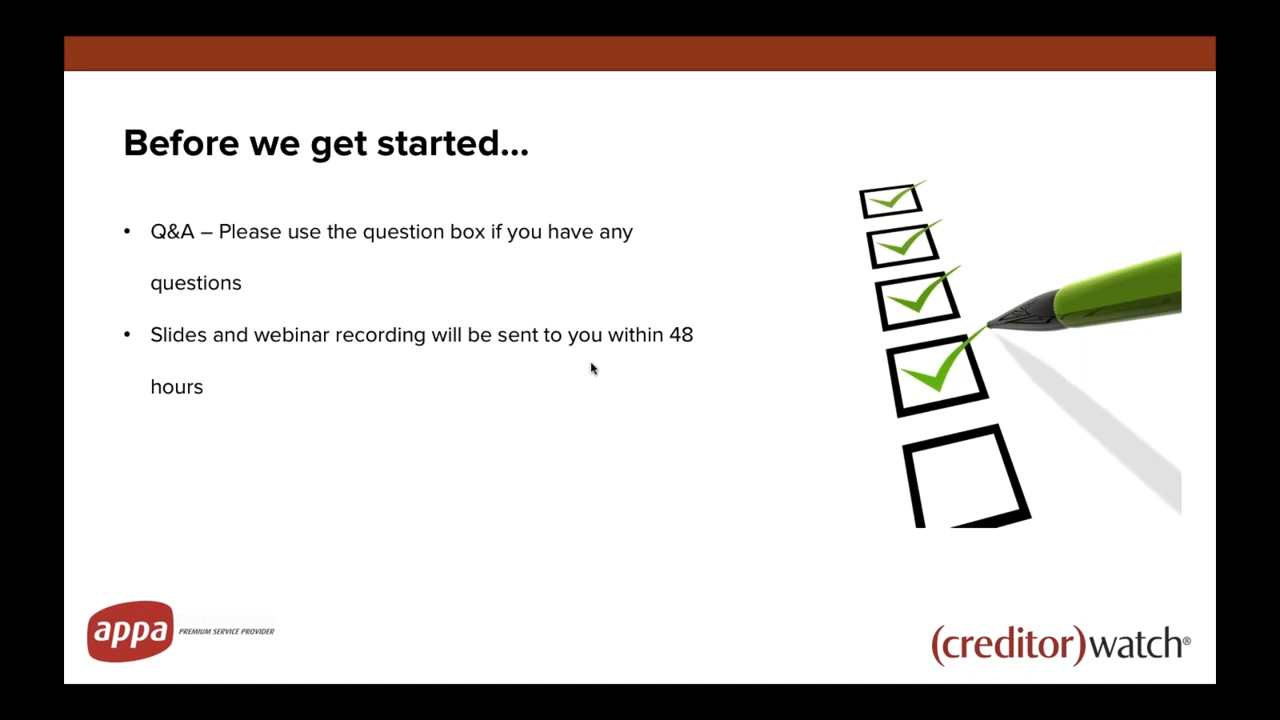 Before we get started...
• Q&A – Please use the question box if you have any
questions
• Slides and webinar recording will be sent to you within 48
hours
appa PREMIUM SERVICE PROVIDER
(creditor)watch®